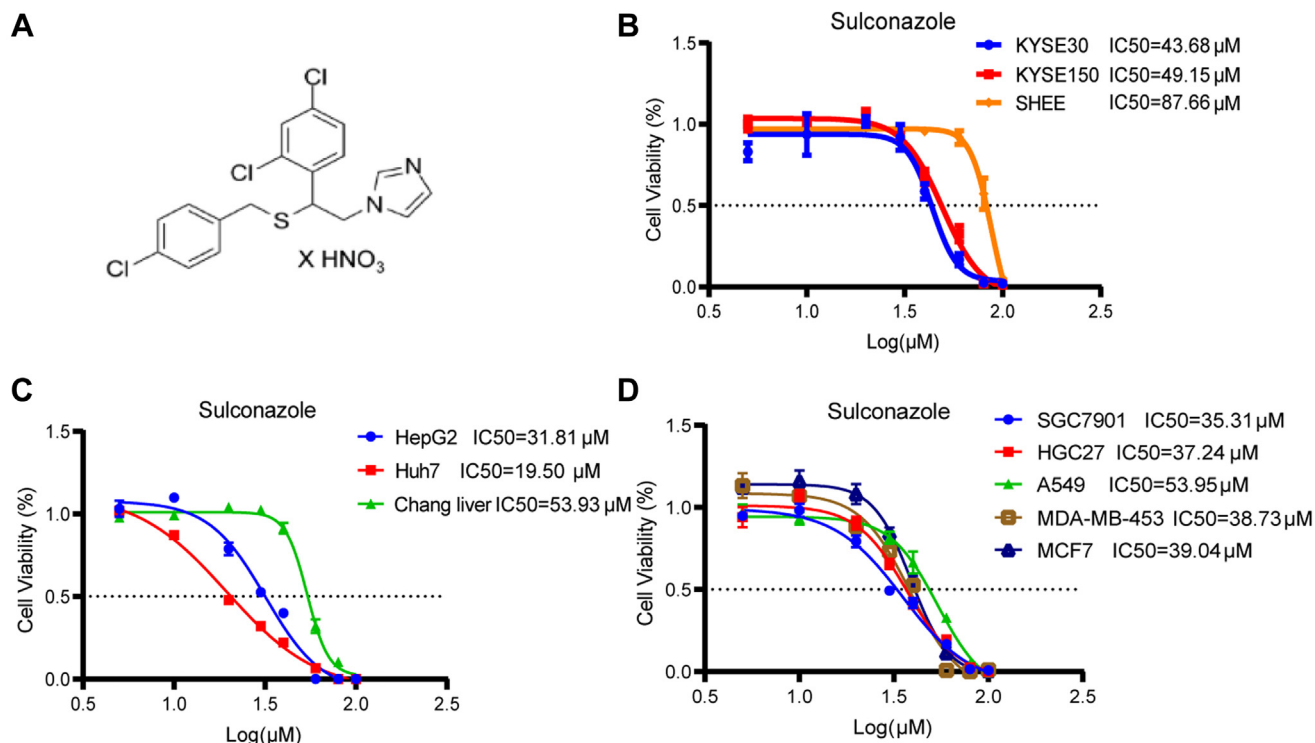 A
Cl
Cl
N
N
S
Cl
X HNO₃
B
Sulconazole
KYSE30 IC50=43.68 µM
KYSE150 IC50=49.15 µM
SHEE IC50=87.66 µM
Cell Viability (%)
1.5
1.0
0.5
0.0
0.5 1.0 1.5 2.0 2.5
Log(µM)
C
Sulconazole
HepG2 IC50=31.81 µM
Huh7 IC50=19.50 µM
Chang liver IC50=53.93 µM
Cell Viability (%)
1.5
1.0
0.5
0.0
0.5 1.0 1.5 2.0 2.5
Log(µM)
D
Sulconazole
SGC7901 IC50=35.31 µM
HGC27 IC50=37.24 µM
A549 IC50=53.95 µM
MDA-MB-453 IC50=38.73 µM
MCF7 IC50=39.04 µM
Cell Viability (%)
1.5
1.0
0.5
0.0
0.5 1.0 1.5 2.0 2.5
Log(µM)